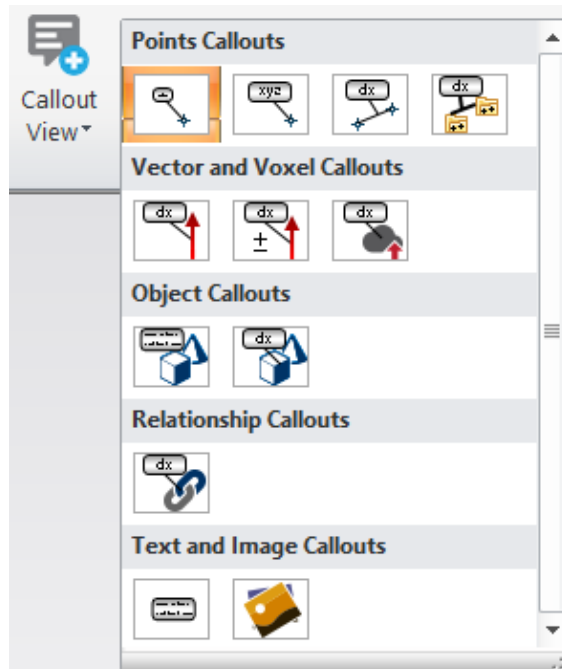 Callout
View
Points Callouts
xyz
dx
dx
Vector and Voxel Callouts
dx
dx
±
dx
Object Callouts
dx
Relationship Callouts
dx
Text and Image Callouts